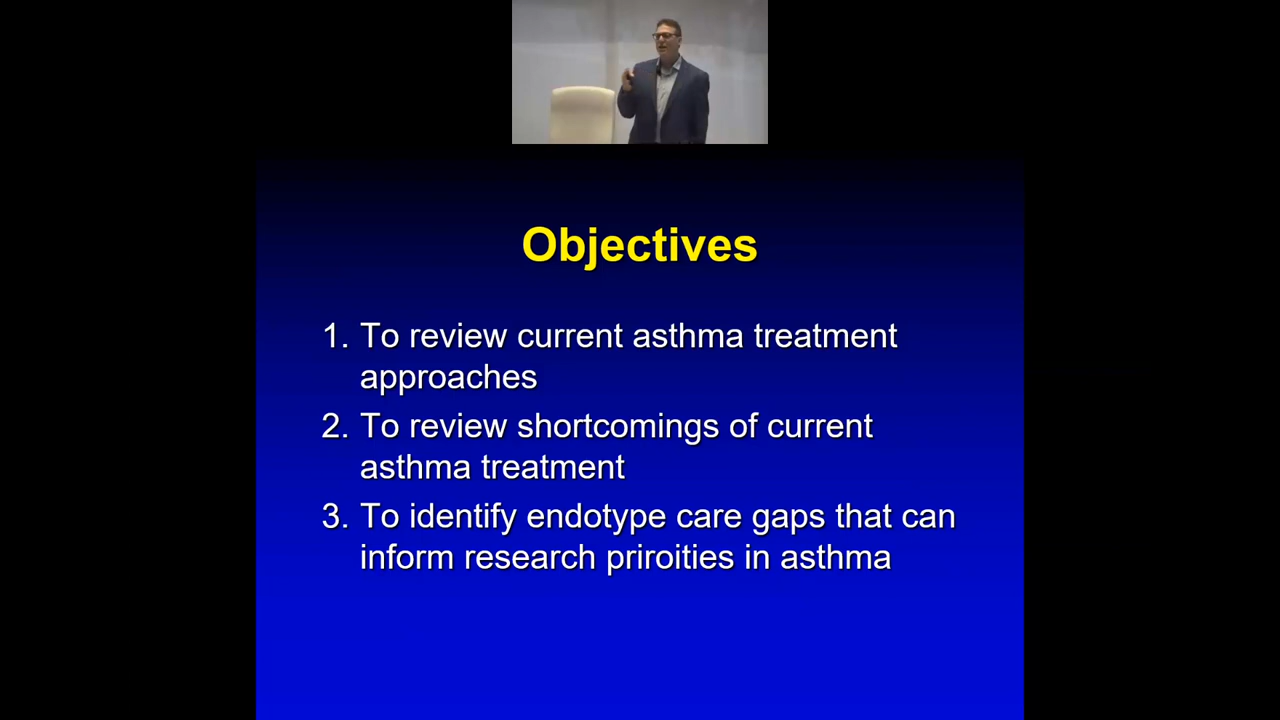 Objectives
1. To review current asthma treatment
approaches
2. To review shortcomings of current
asthma treatment
3. To identify endotype care gaps that can
inform research priroities in asthma